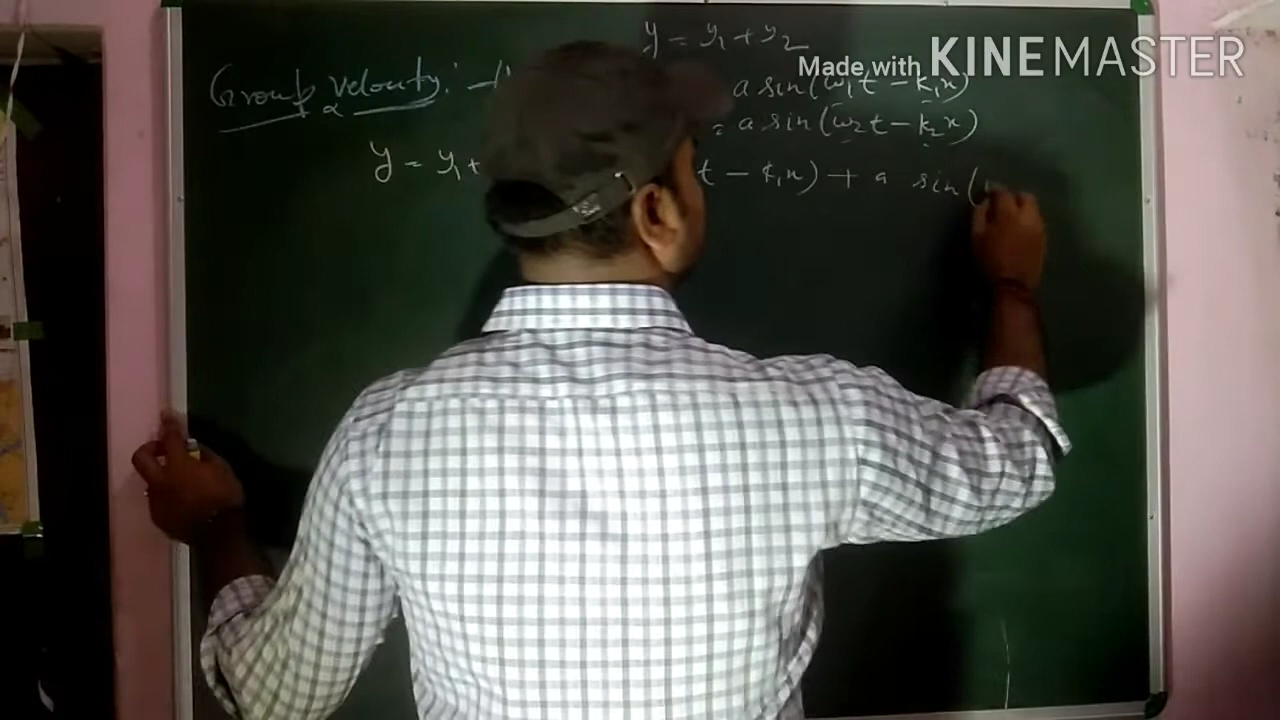 y = y₁ + y₂
Made with KINEMASTER
Group velocity : -
a sin(ω₁t - k₁x)
= a sin(ω₂t - k₂x)
y = y₁ + t - k₁x) + a sin(